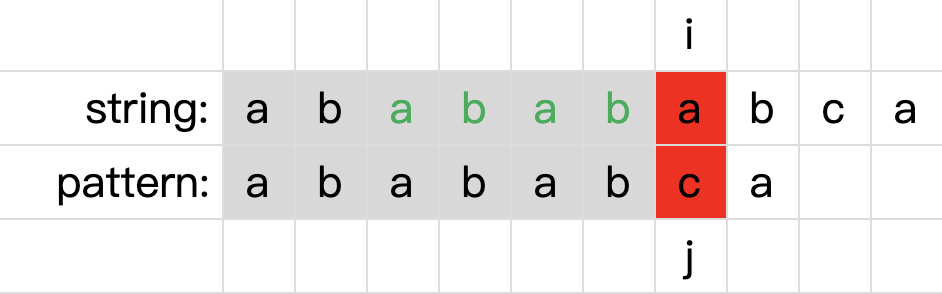 i
string: a b a b a b a b c a
pattern: a b a b a b c a
j